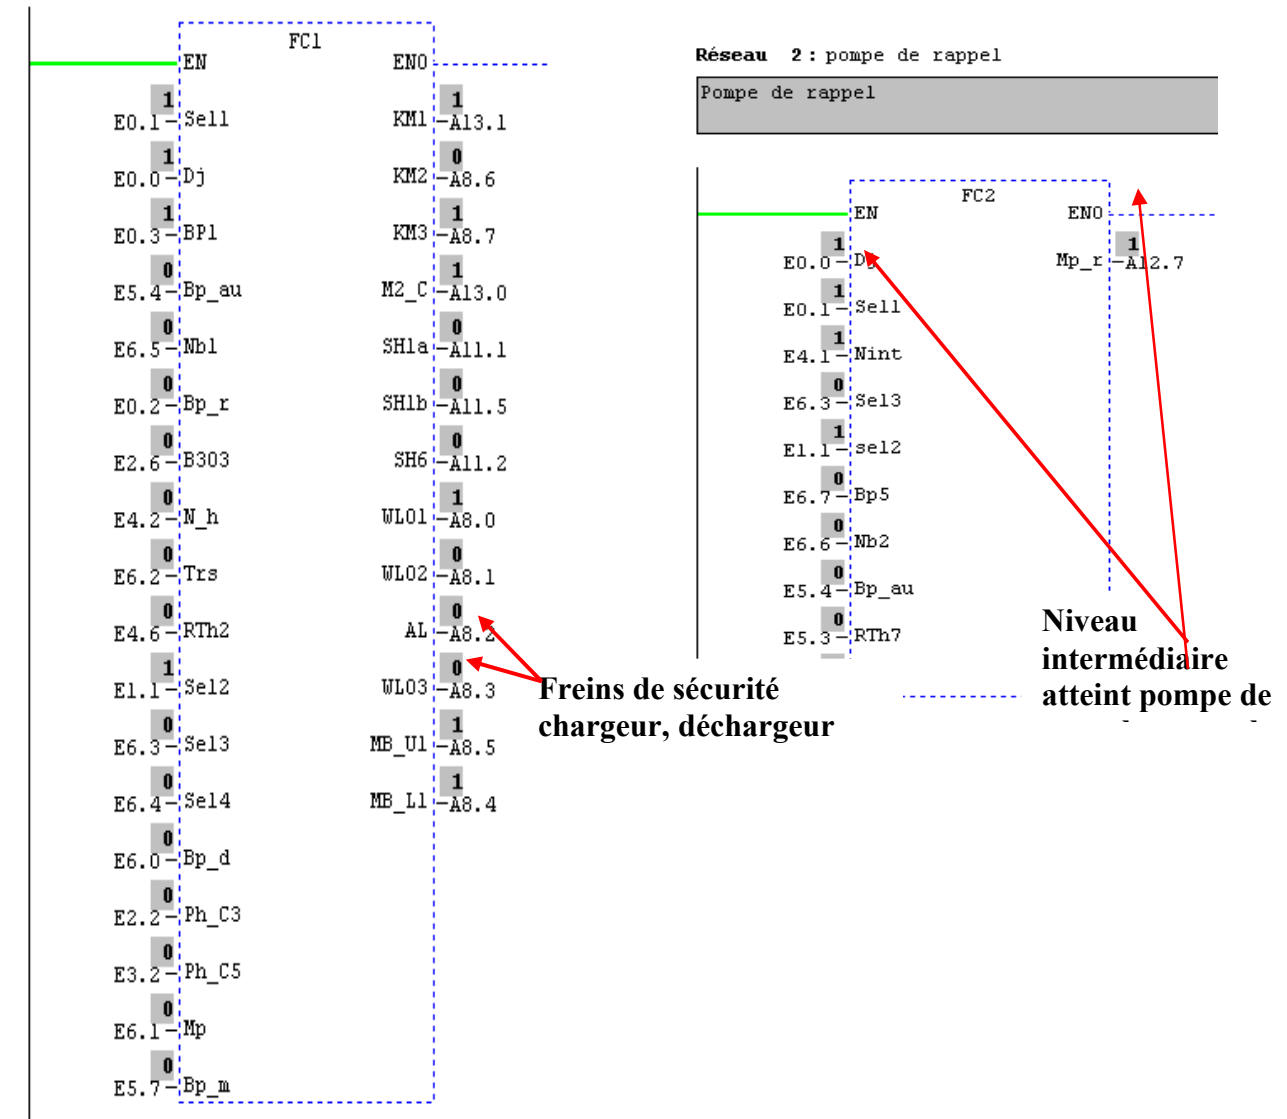 FC1
EN ENO
1 1
E0.1 Sel1 KM1 A13.1
1 0
E0.0 Dj KM2 A8.6
1 1
E0.3 BP1 KM3 A8.7
0 1
E5.4 Bp_au M2_C A13.0
0 0
E6.5 Nb1 SH1a A11.1
0 0
E0.2 Bp_r SH1b A11.5
0 0
E2.6 B303 SH6 A11.2
0 1
E4.2 N_h WLO1 A8.0
0 0
E6.2 Trs WLO2 A8.1
0 0
E4.6 RTh2 AL A8.2
1 0
E1.1 Sel2 WLO3 A8.3
0 1
E6.3 Sel3 MB_U1 A8.5
0 1
E6.4 Sel4 MB_L1 A8.4
0
E6.0 Bp_d
0
E2.2 Ph_C3
0
E3.2 Ph_C5
0
E6.1 Mp
0
E5.7 Bp_m
Freins de sécurité
chargeur, déchargeur
Réseau 2 : pompe de rappel
Pompe de rappel
FC2
EN ENO
1 1
E0.0 Dj Mp_r A12.7
1
E0.1 Sel1
1
E4.1 Nint
0
E6.3 Sel3
1
E1.1 sel2
0
E6.7 Bp5
0
E6.6 Nb2
0
E5.4 Bp_au
0
E5.3 RTh7
Niveau
intermédiaire
atteint pompe de